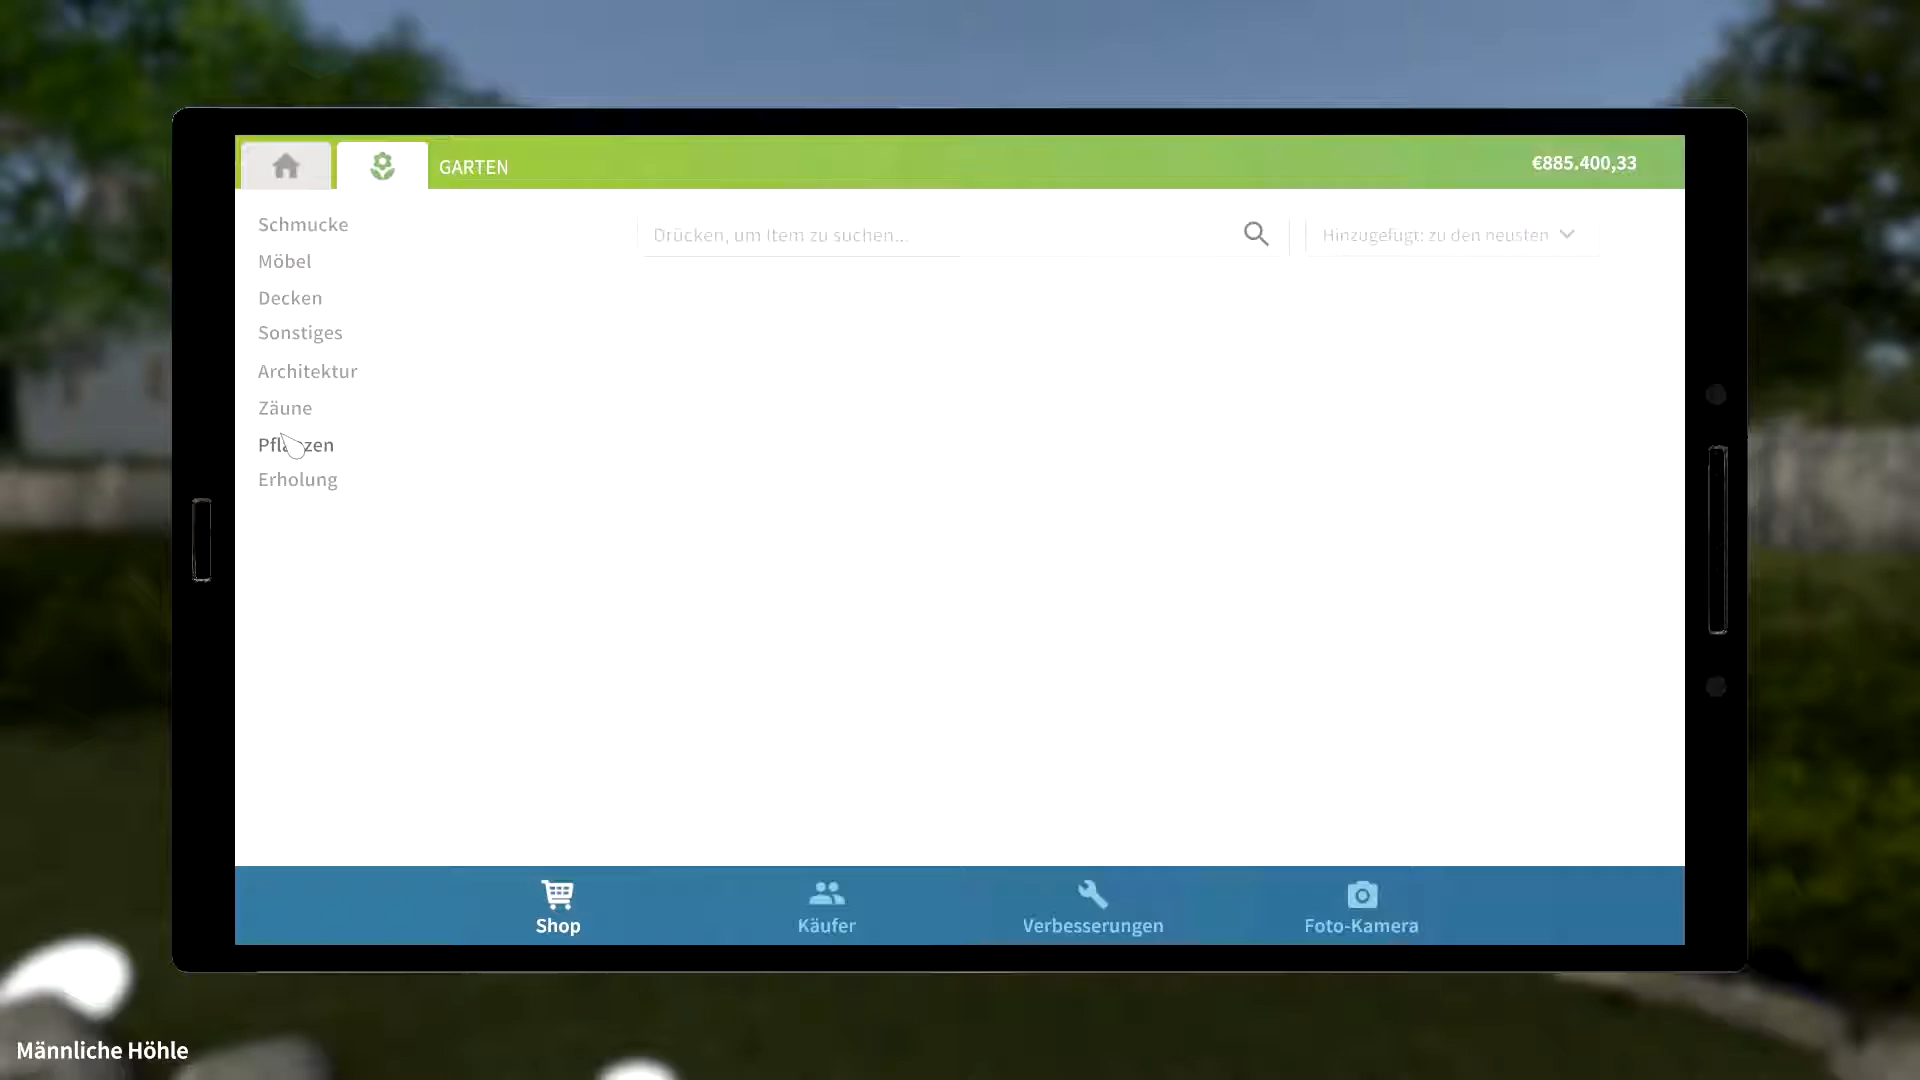 GARTEN
€885.400,33
Schmucke
Möbel
Decken
Sonstiges
Architektur
Zäune
Pflanzen
Erholung
Drücken, um Item zu suchen...
Hinzugefügt: zu den neusten
Shop
Käufer
Verbesserungen
Foto-Kamera
Männliche Höhle